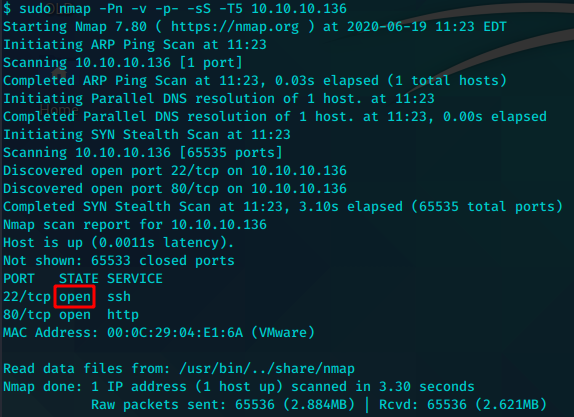 $ sudo nmap -Pn -v -p- -sS -T5 10.10.10.136
Starting Nmap 7.80 ( https://nmap.org ) at 2020-06-19 11:23 EDT
Initiating ARP Ping Scan at 11:23
Scanning 10.10.10.136 [1 port]
Completed ARP Ping Scan at 11:23, 0.03s elapsed (1 total hosts)
Initiating Parallel DNS resolution of 1 host. at 11:23
Completed Parallel DNS resolution of 1 host. at 11:23, 0.00s elapsed
Initiating SYN Stealth Scan at 11:23
Scanning 10.10.10.136 [65535 ports]
Discovered open port 22/tcp on 10.10.10.136
Discovered open port 80/tcp on 10.10.10.136
Completed SYN Stealth Scan at 11:23, 3.10s elapsed (65535 total ports)
Nmap scan report for 10.10.10.136
Host is up (0.0011s latency).
Not shown: 65533 closed ports
PORT   STATE SERVICE
22/tcp open  ssh
80/tcp open  http
MAC Address: 00:0C:29:04:E1:6A (VMware)
Read data files from: /usr/bin/../share/nmap
Nmap done: 1 IP address (1 host up) scanned in 3.30 seconds
Raw packets sent: 65536 (2.884MB) | Rcvd: 65536 (2.621MB)